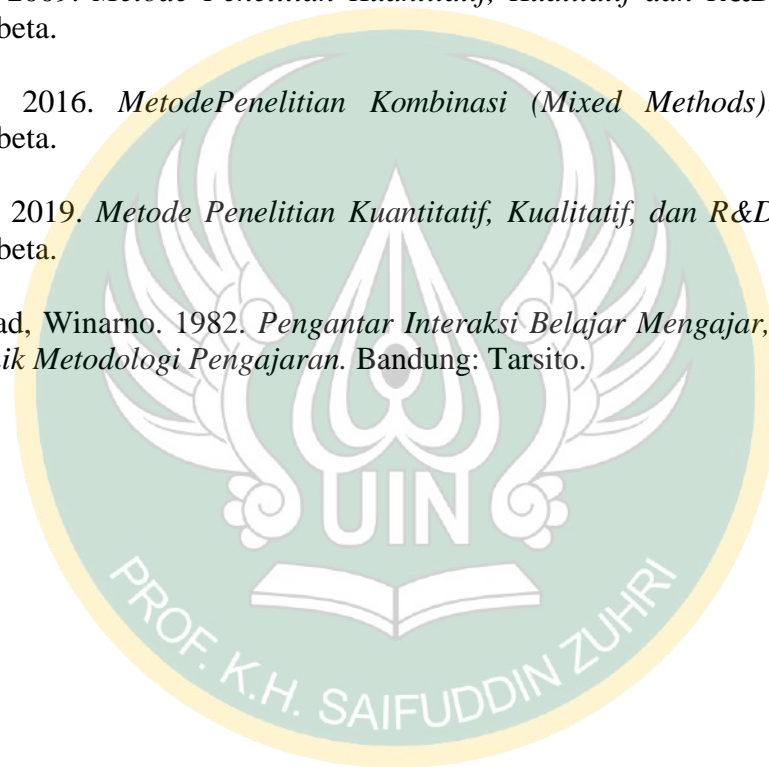 2009. Metode Penelitian Kuantitatif, Kualitatif dan R&D
beta.
2016. MetodePenelitian Kombinasi (Mixed Methods)
beta.
2019. Metode Penelitian Kuantitatif, Kualitatif, dan R&D
beta.
ad, Winarno. 1982. Pengantar Interaksi Belajar Mengajar,
ik Metodologi Pengajaran. Bandung: Tarsito.
UIN
PROF. K.H. SAIFUDDIN ZUHRI